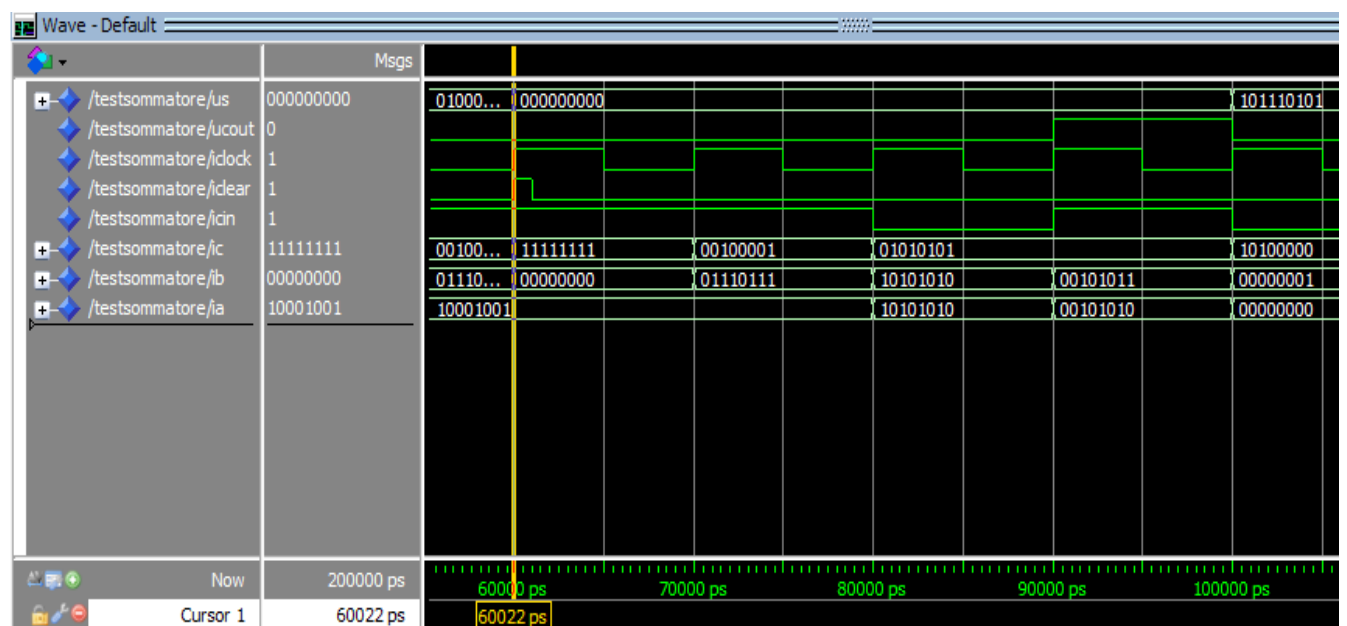 Wave - Default
Msgs
/testsommatore/us 000000000 01000... 000000000 101110101
/testsommatore/ucout 0
/testsommatore/iclock 1
/testsommatore/iclear 1
/testsommatore/icin 1
/testsommatore/ic 11111111 00100... 11111111 00100001 01010101 10100000
/testsommatore/ib 00000000 01110... 00000000 01110111 10101010 00101011 00000001
/testsommatore/ia 10001001 10001001 10101010 00101010 00000000
Now 200000 ps 60000 ps 70000 ps 80000 ps 90000 ps 100000 ps
Cursor 1 60022 ps 60022 ps